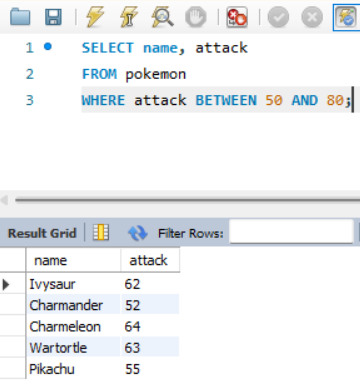 1 SELECT name, attack
2 FROM pokemon
3 WHERE attack BETWEEN 50 AND 80;
Result Grid Filter Rows:
name attack
Ivysaur 62
Charmander 52
Charmeleon 64
Wartortle 63
Pikachu 55